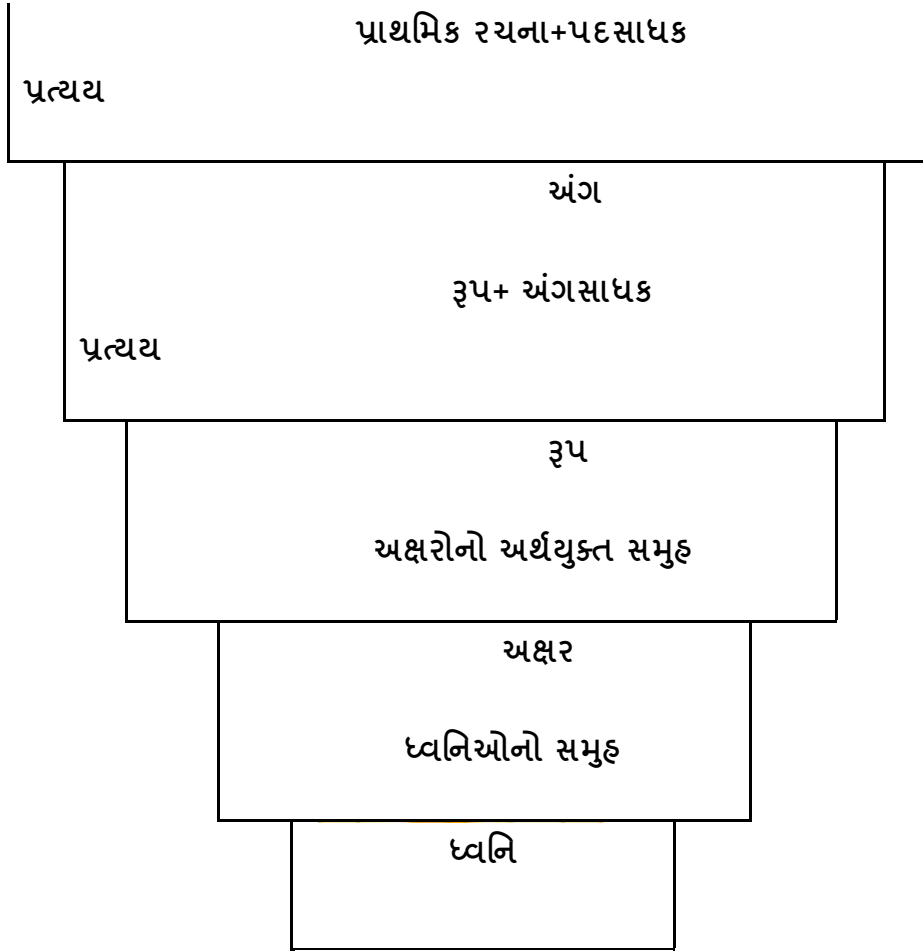 પ્રાથમિક રચના+પદસાધક
પ્રત્યય
અંગ
રૂપ+ અંગસાધક
પ્રત્યય
રૂપ
અક્ષરોનો અર્થયુક્ત સમુહ
અક્ષર
ધ્વનિઓનો સમુહ
ધ્વનિ